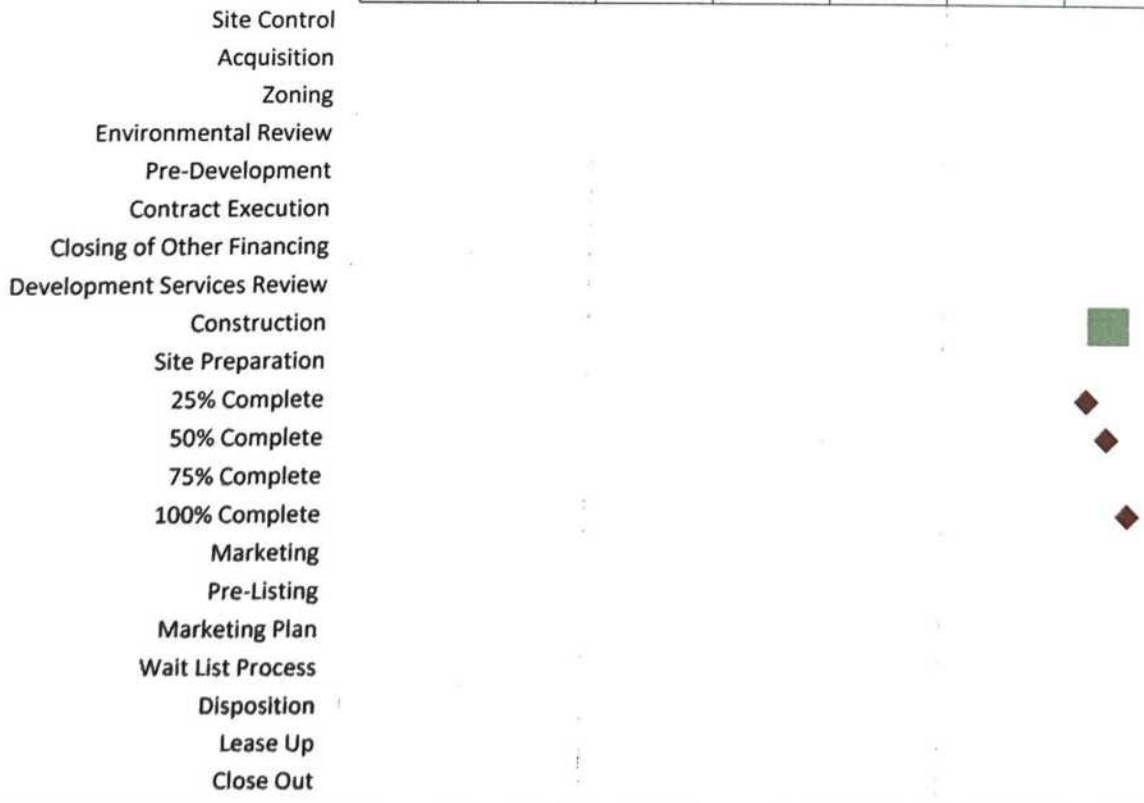 Site Control
Acquisition
Zoning
Environmental Review
Pre-Development
Contract Execution
Closing of Other Financing
Development Services Review
Construction
Site Preparation
25% Complete
50% Complete
75% Complete
100% Complete
Marketing
Pre-Listing
Marketing Plan
Wait List Process
Disposition
Lease Up
Close Out